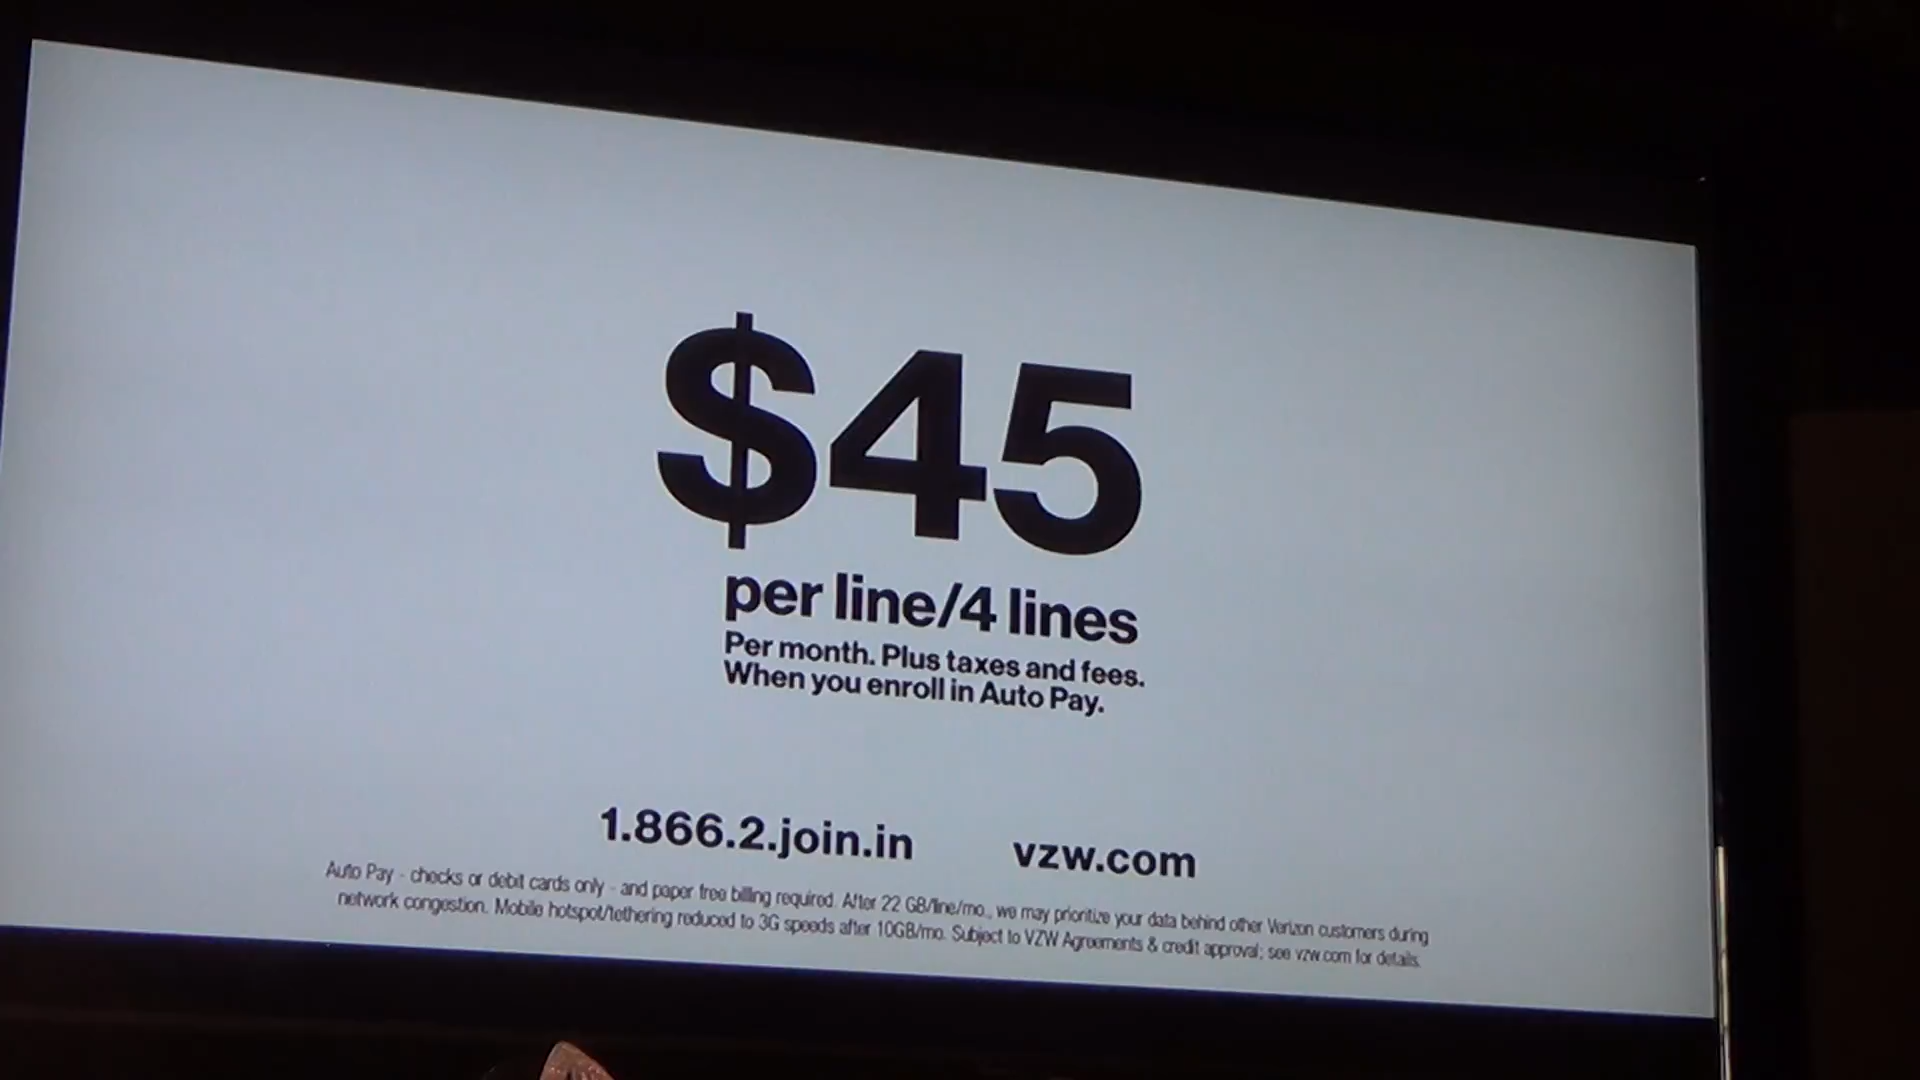 $45
per line/4 lines
Per month. Plus taxes and fees.
When you enroll in Auto Pay.
1.866.2.join.in
vzw.com
Auto Pay - checks or debit cards only - and paper free billing required. After 22 GB/line/mo., we may prioritize your data behind other Verizon customers during
network congestion. Mobile hotspot/tethering reduced to 3G speeds after 10GB/mo. Subject to VZW Agreements & credit approval; see vzw.com for details.